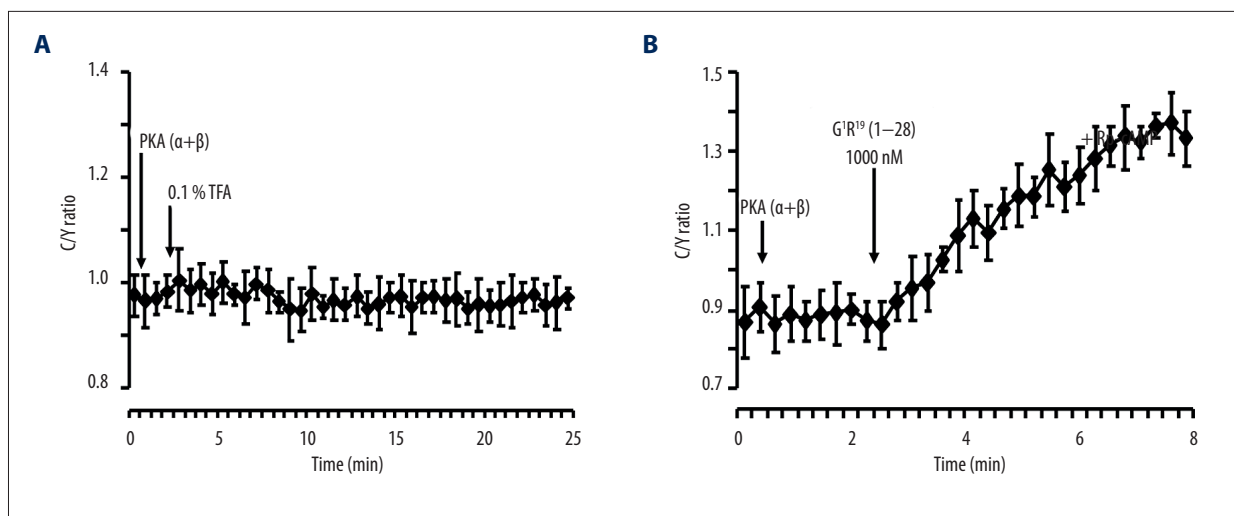 A
1.4
1.2
1.0
0.8
C/Y ratio
PKA (α+β)
0.1 % TFA
0 5 10 15 20 25
Time (min)
B
1.5
1.3
1.1
0.9
0.7
C/Y ratio
PKA (α+β)
G¹R¹⁹ (1–28)
1000 nM
0 2 4 6 8
Time (min)